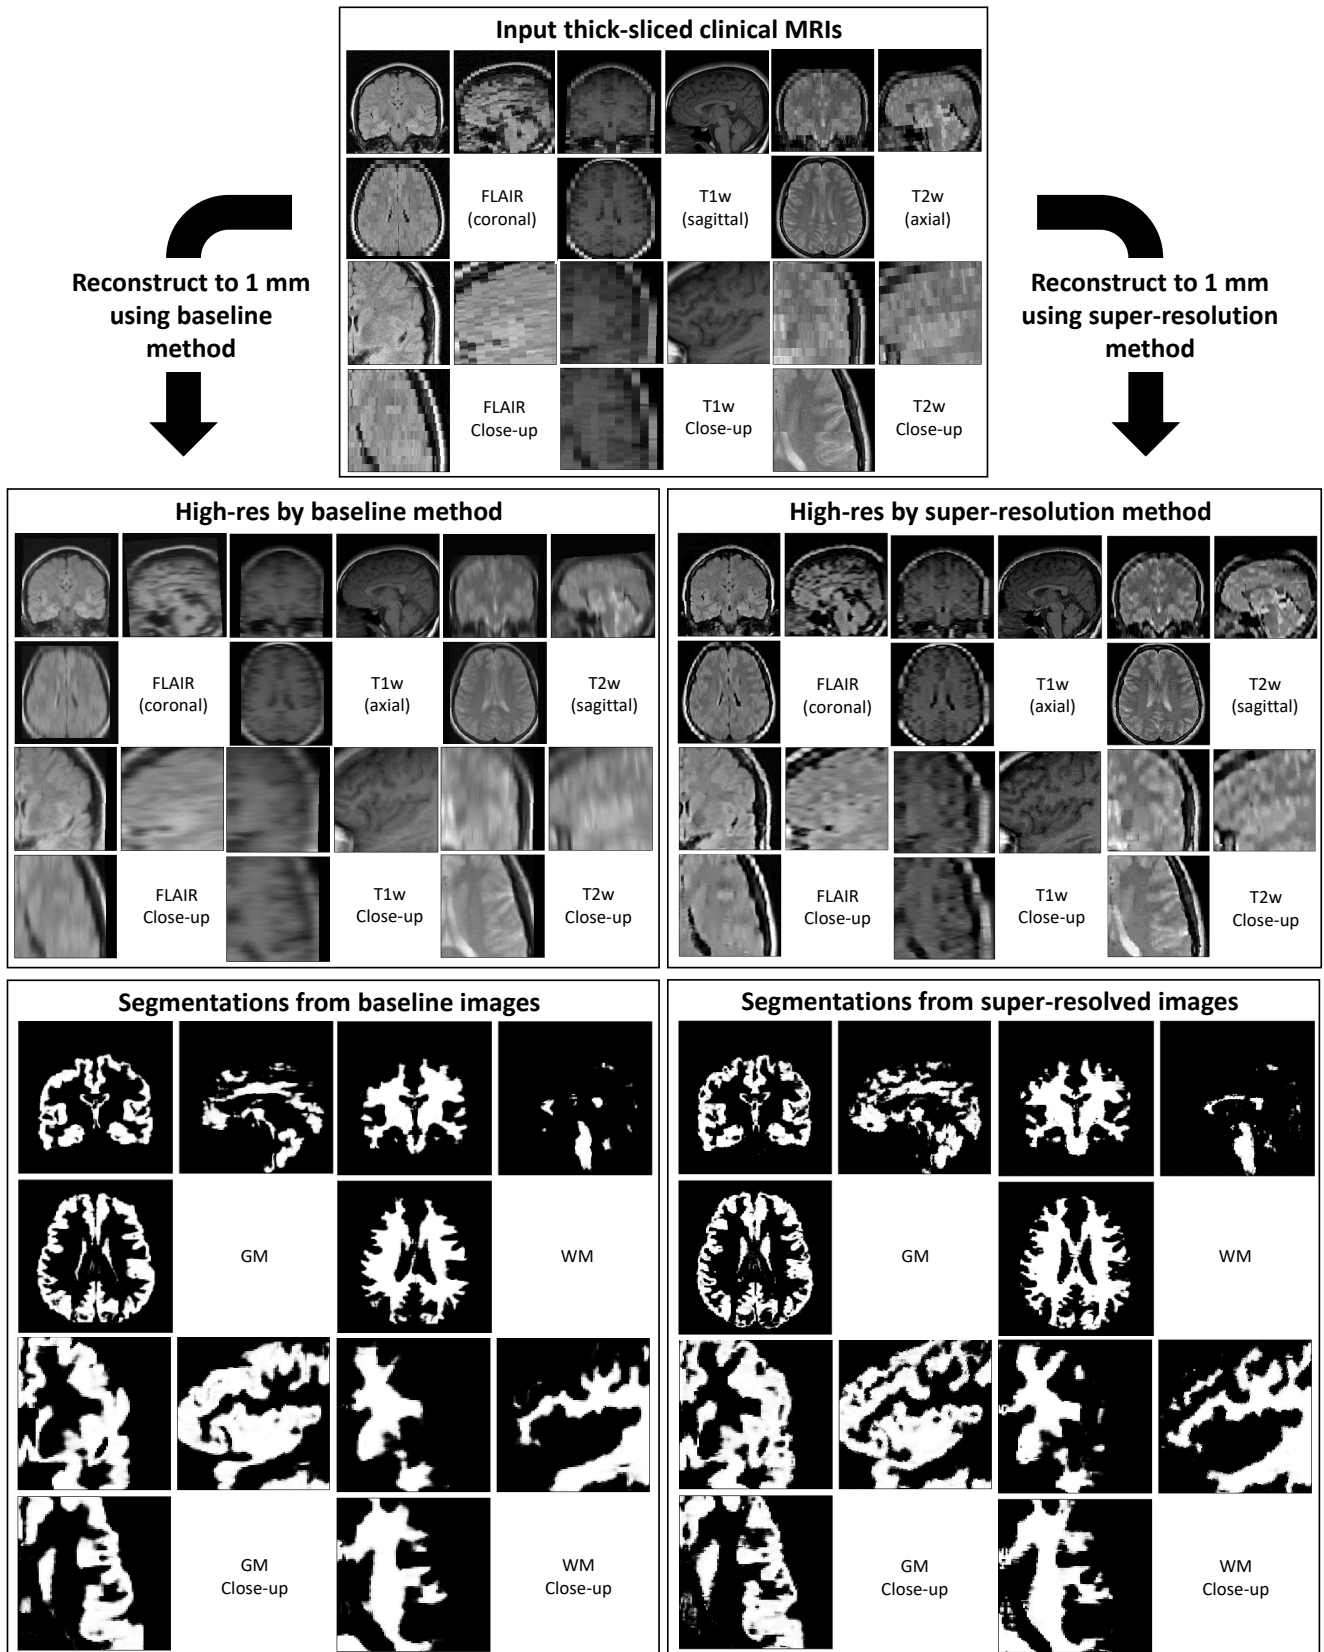 Input thick-sliced clinical MRIs
FLAIR
(coronal)
T1w
(sagittal)
T2w
(axial)
FLAIR
Close-up
T1w
Close-up
T2w
Close-up
Reconstruct to 1 mm
using baseline
method
Reconstruct to 1 mm
using super-resolution
method
High-res by baseline method
FLAIR
(coronal)
T1w
(axial)
T2w
(sagittal)
FLAIR
Close-up
T1w
Close-up
T2w
Close-up
High-res by super-resolution method
FLAIR
(coronal)
T1w
(axial)
T2w
(sagittal)
FLAIR
Close-up
T1w
Close-up
T2w
Close-up
Segmentations from baseline images
GM
WM
GM
Close-up
WM
Close-up
Segmentations from super-resolved images
GM
WM
GM
Close-up
WM
Close-up